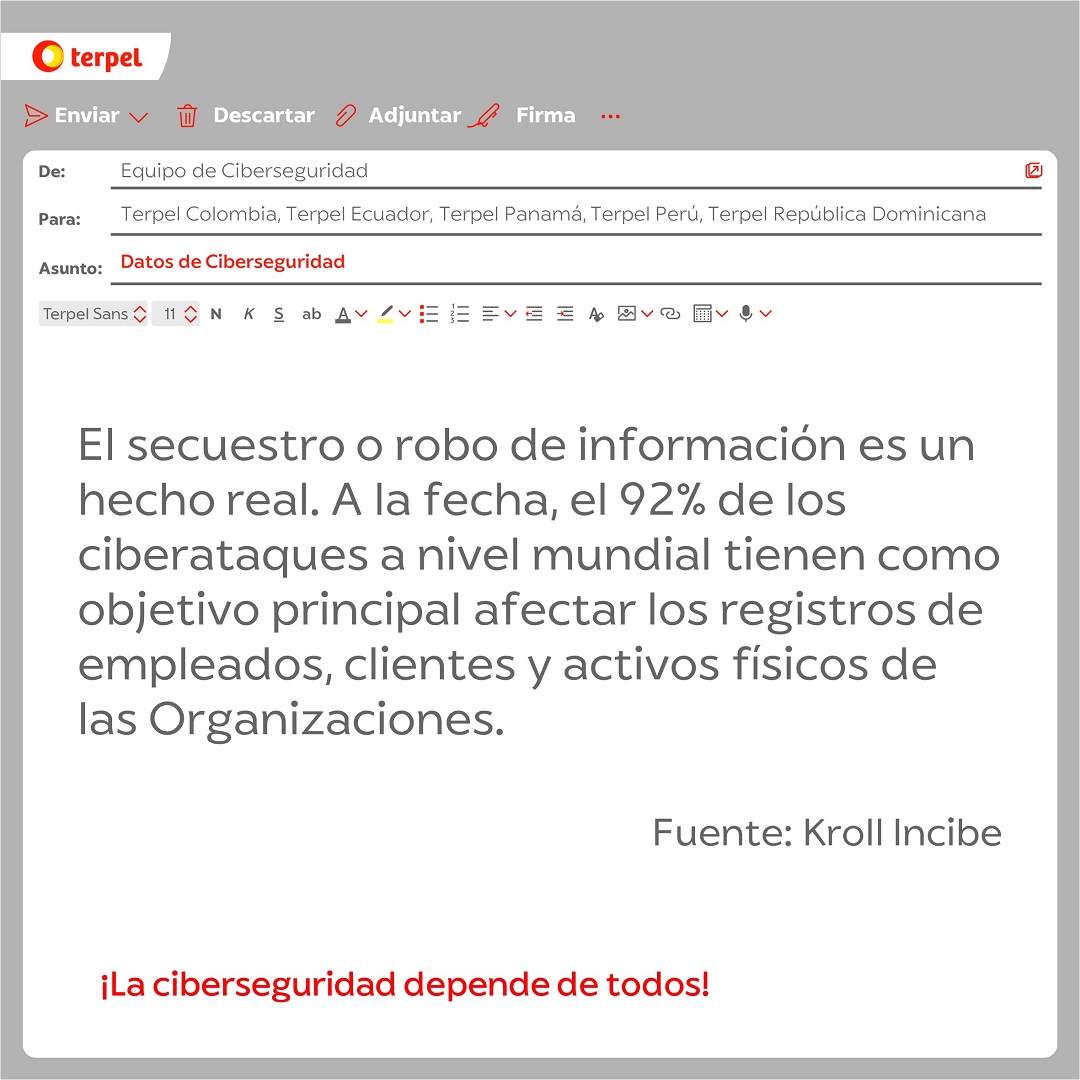 terpel
Enviar Descartar Adjuntar Firma ...
De: Equipo de Ciberseguridad
Para: Terpel Colombia, Terpel Ecuador, Terpel Panamá, Terpel Perú, Terpel República Dominicana
Asunto: Datos de Ciberseguridad
Terpel Sans 11 N K S ab A
El secuestro o robo de información es un
hecho real. A la fecha, el 92% de los
ciberataques a nivel mundial tienen como
objetivo principal afectar los registros de
empleados, clientes y activos físicos de
las Organizaciones.
Fuente: Kroll Incibe
¡La ciberseguridad depende de todos!